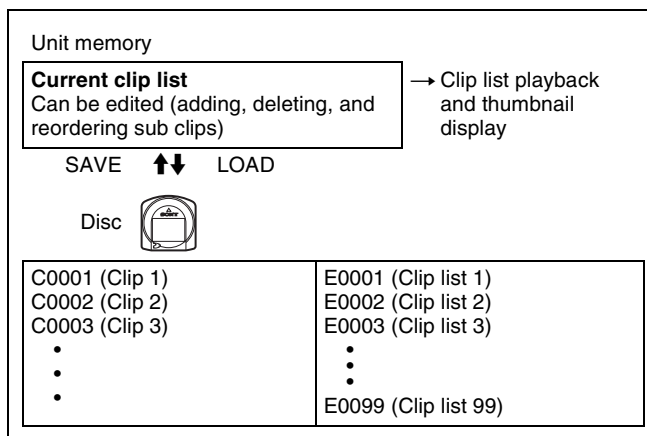 Unit memory
Current clip list
Can be edited (adding, deleting, and
reordering sub clips)
→ Clip list playback
and thumbnail
display
SAVE ⬆⬇ LOAD
Disc
SONY
C0001 (Clip 1)
C0002 (Clip 2)
C0003 (Clip 3)
•
•
•
E0001 (Clip list 1)
E0002 (Clip list 2)
E0003 (Clip list 3)
•
•
•
E0099 (Clip list 99)